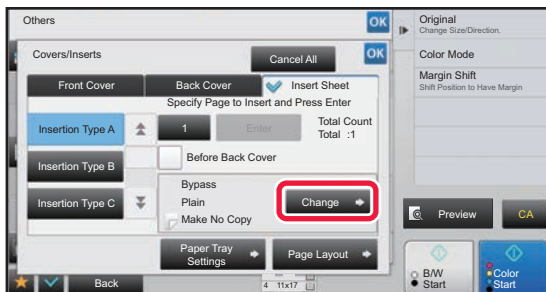 Others
OK
Original
Change Size/Direction.
Covers/Inserts
Cancel All
OK
Color Mode
Front Cover
Back Cover
Insert Sheet
Margin Shift
Shift Position to Have Margin
Specify Page to Insert and Press Enter
Insertion Type A
1
Enter
Total Count
Total :1
Before Back Cover
Insertion Type B
Bypass
Insertion Type C
Plain
Change
Make No Copy
Preview
CA
Paper Tray
Settings
Page Layout
B/W
Start
Color
Start
Back
4 11x17